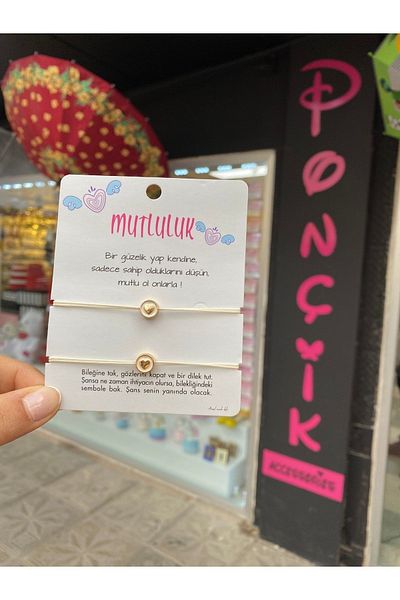 MUTLULUK
Bir güzellik yap kendine,
sadece sahip olduklarını düşün,
mutlu ol onlarla !
Bileğine tak, gözlerini kapat ve bir dilek tut.
Şansa ne zaman ihtiyacın olursa, bilekliğindeki
sembole bak. Şans senin yanında olacak.
PONÇİK
ACCESSORIES